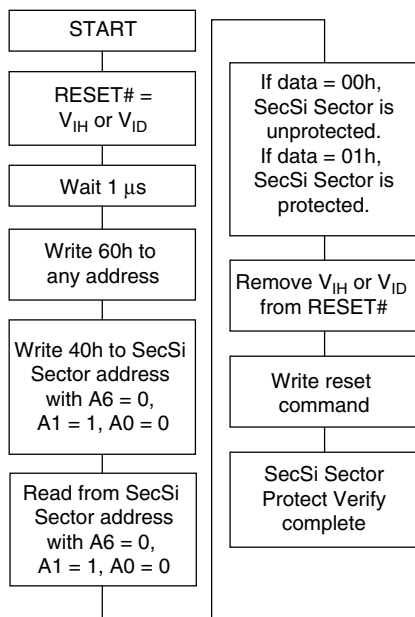 START
RESET# =
V_IH or V_ID
Wait 1 μs
Write 60h to
any address
Write 40h to SecSi
Sector address
with A6 = 0,
A1 = 1, A0 = 0
Read from SecSi
Sector address
with A6 = 0,
A1 = 1, A0 = 0
If data = 00h,
SecSi Sector is
unprotected.
If data = 01h,
SecSi Sector is
protected.
Remove V_IH or V_ID
from RESET#
Write reset
command
SecSi Sector
Protect Verify
complete